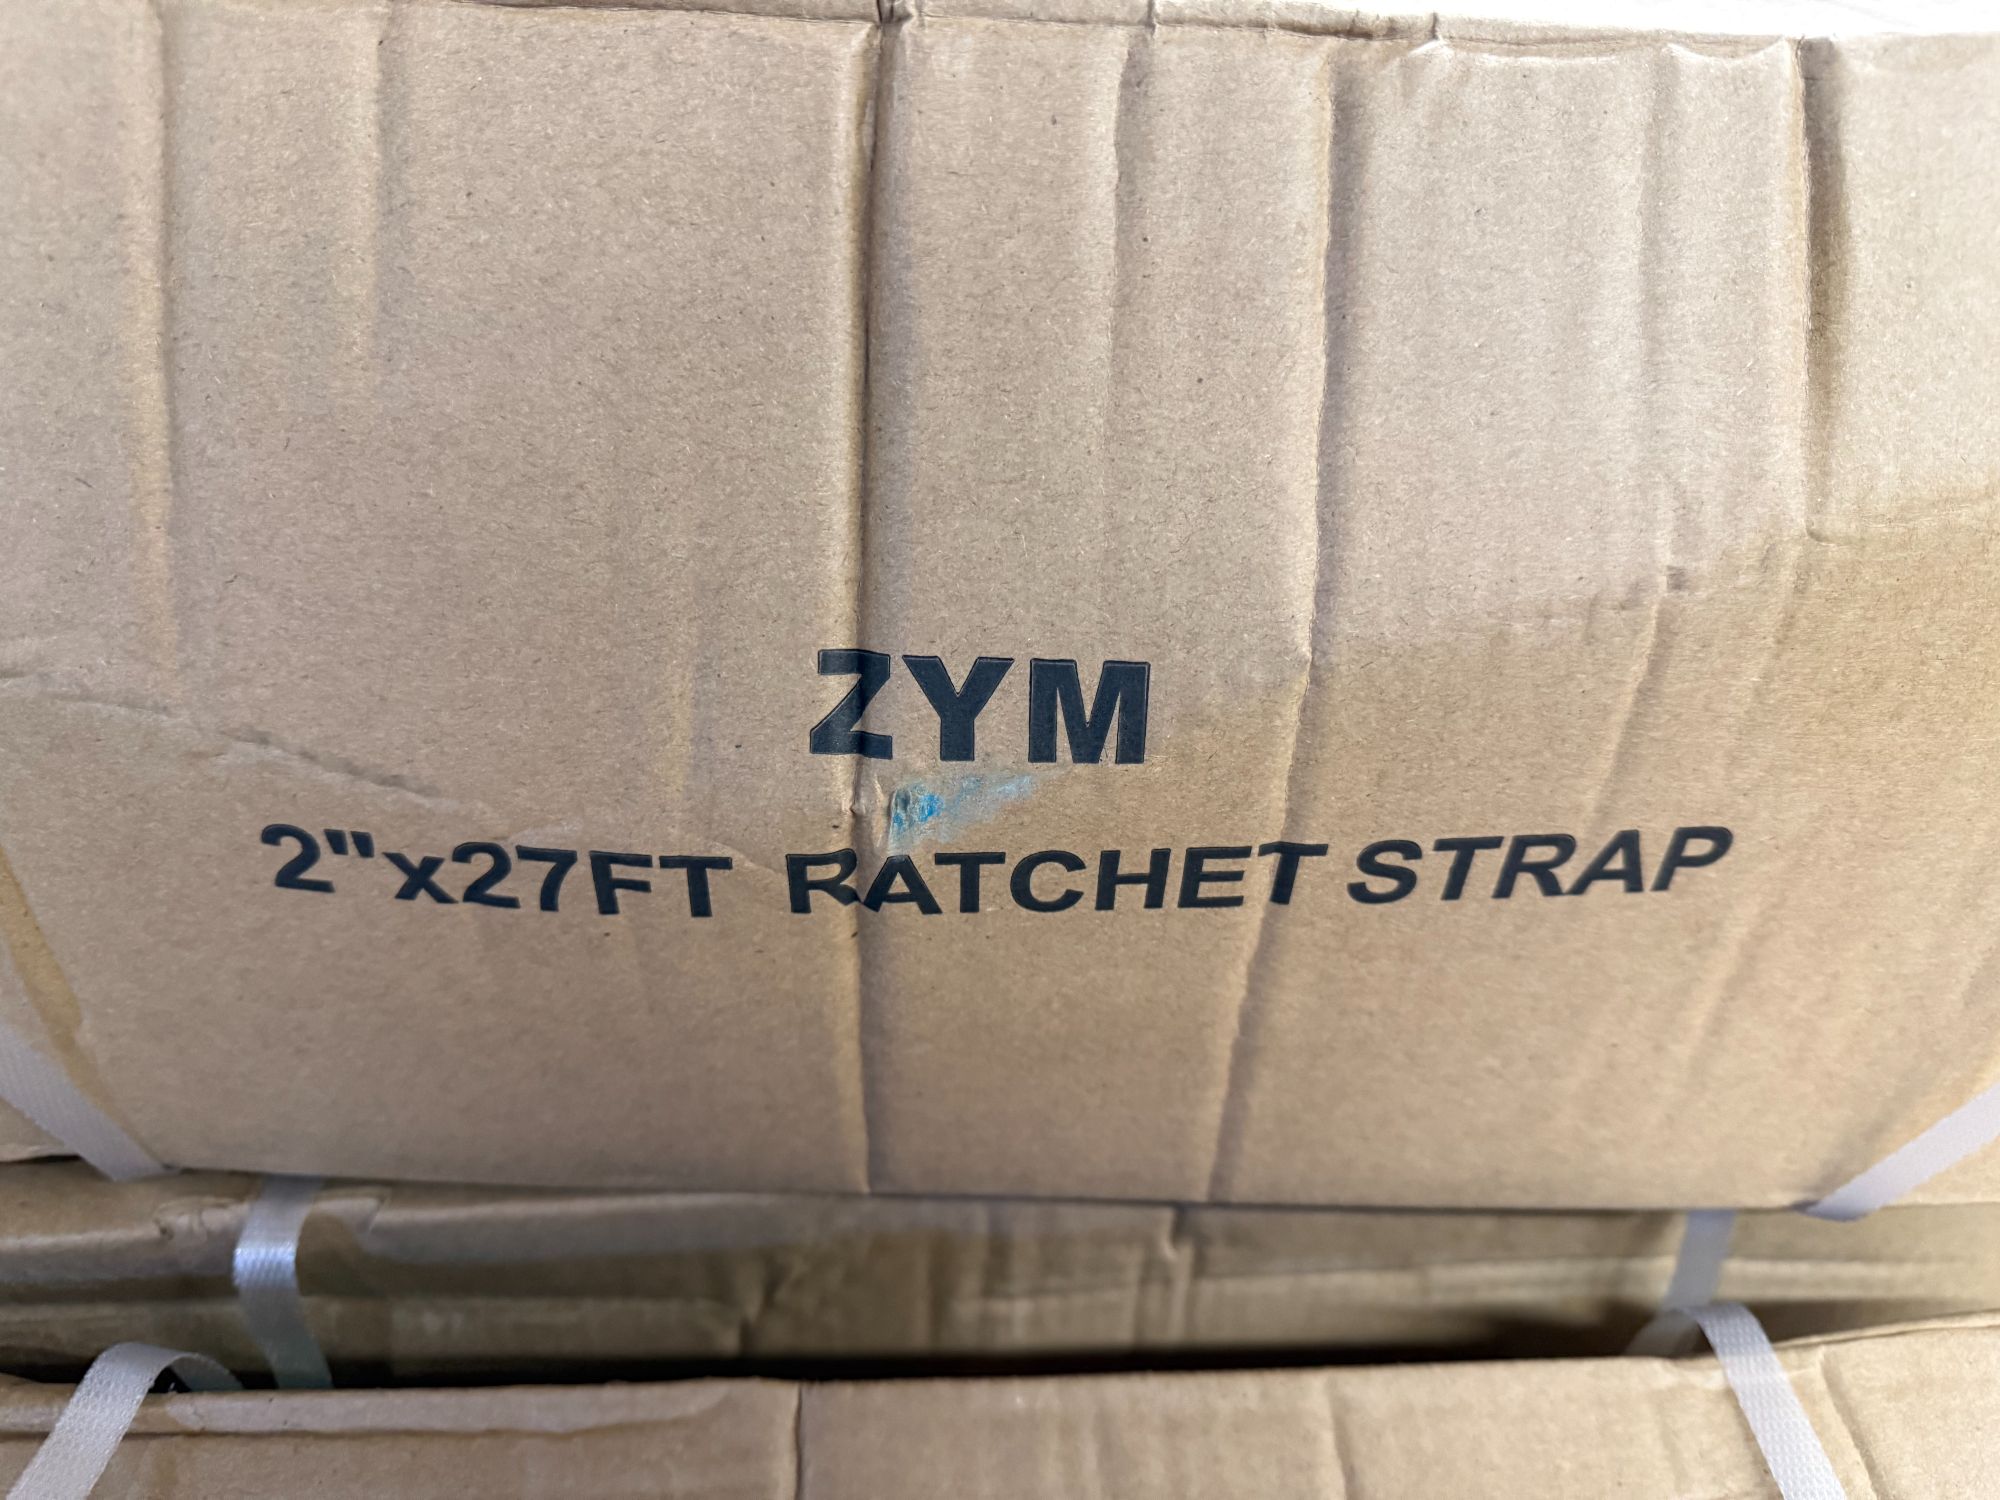 ZYM
2"x27FT RATCHET STRAP